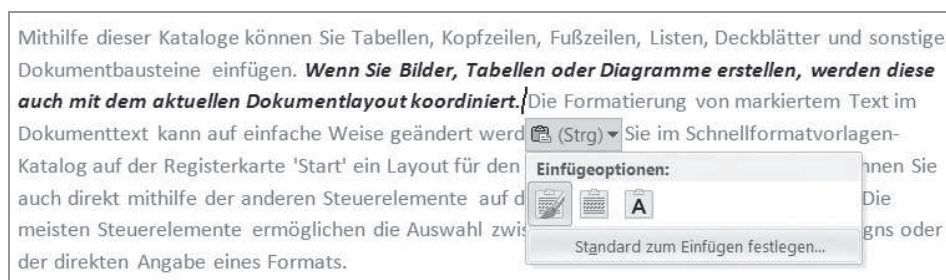 Mithilfe dieser Kataloge können Sie Tabellen, Kopfzeilen, Fußzeilen, Listen, Deckblätter und sonstige
Dokumentbausteine einfügen. Wenn Sie Bilder, Tabellen oder Diagramme erstellen, werden diese
auch mit dem aktuellen Dokumentlayout koordiniert. Die Formatierung von markiertem Text im
Dokumenttext kann auf einfache Weise geändert werd (Strg) Sie im Schnellformatvorlagen-
Katalog auf der Registerkarte 'Start' ein Layout für den
Einfügeoptionen:
nnen Sie
auch direkt mithilfe der anderen Steuerelemente auf d
A
Die
meisten Steuerelemente ermöglichen die Auswahl zwis
Standard zum Einfügen festlegen...
gns oder
der direkten Angabe eines Formats.